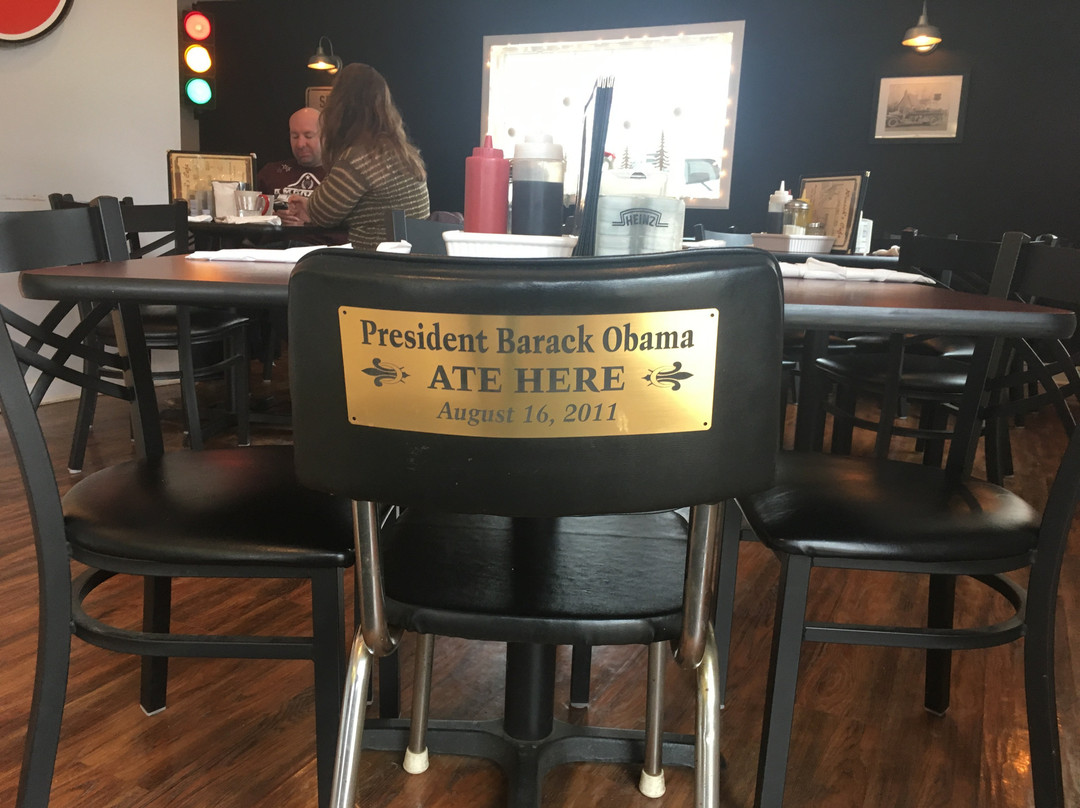 President Barack Obama
ATE HERE
August 16, 2011
HEINZ